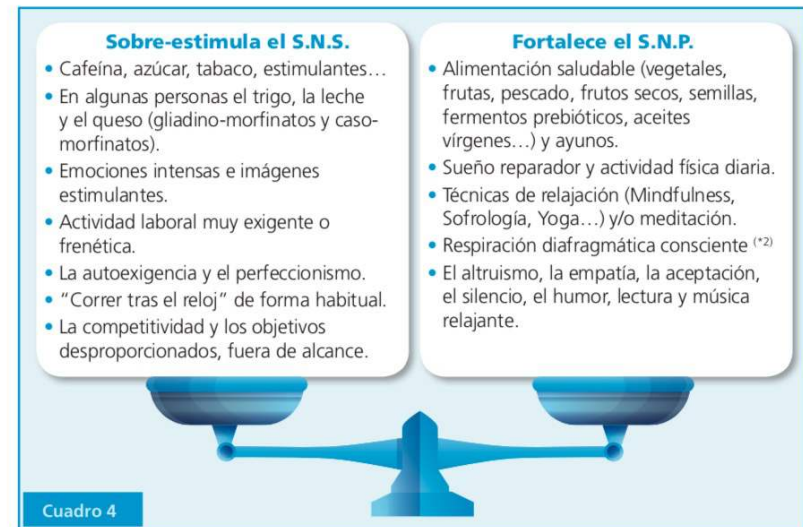 Sobre-estimula el S.N.S.
• Cafeína, azúcar, tabaco, estimulantes…
• En algunas personas el trigo, la leche
y el queso (gliadino-morfinatos y caso-
morfinatos).
• Emociones intensas e imágenes
estimulantes.
• Actividad laboral muy exigente o
frenética.
• La autoexigencia y el perfeccionismo.
• “Correr tras el reloj” de forma habitual.
• La competitividad y los objetivos
desproporcionados, fuera de alcance.
Fortalece el S.N.P.
• Alimentación saludable (vegetales,
frutas, pescado, frutos secos, semillas,
fermentos prebióticos, aceites
vírgenes…) y ayunos.
• Sueño reparador y actividad física diaria.
• Técnicas de relajación (Mindfulness,
Sofrología, Yoga…) y/o meditación.
• Respiración diafragmática consciente (*2)
• El altruismo, la empatía, la aceptación,
el silencio, el humor, lectura y música
relajante.
Cuadro 4